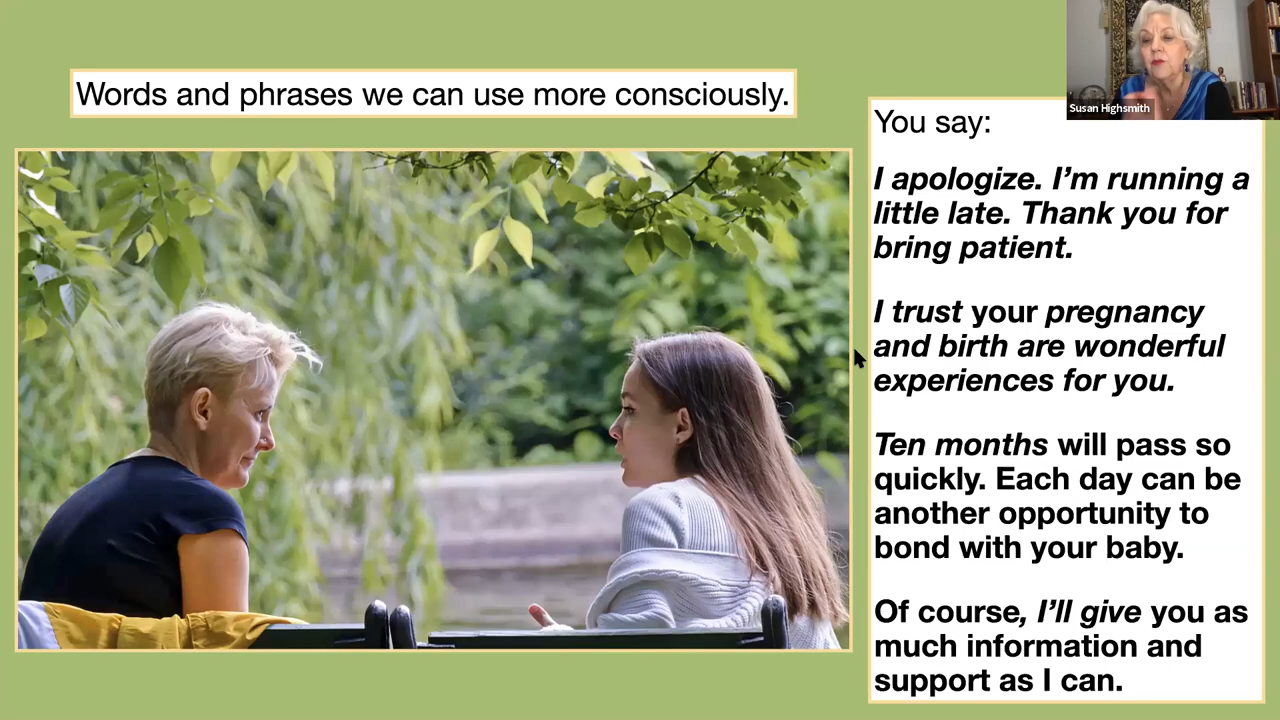 Words and phrases we can use more consciously.
Susan Highsmith
You say:
I apologize. I’m running a
little late. Thank you for
bring patient.
I trust your pregnancy
and birth are wonderful
experiences for you.
Ten months will pass so
quickly. Each day can be
another opportunity to
bond with your baby.
Of course, I’ll give you as
much information and
support as I can.